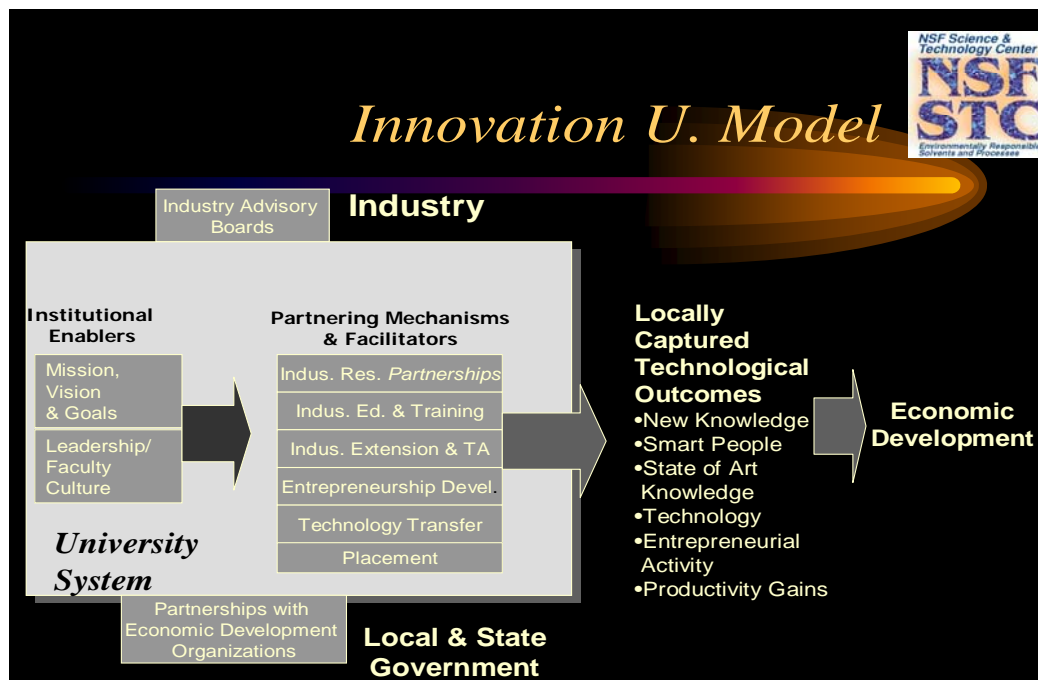 NSF Science &
Technology Center
NSF
STC
Environmentally Responsible
Solvents and Processes
Innovation U. Model
Industry Advisory
Boards
Industry
Institutional
Enablers
Mission,
Vision
& Goals
Leadership/
Faculty
Culture
Partnering Mechanisms
& Facilitators
Indus. Res. Partnerships
Indus. Ed. & Training
Indus. Extension & TA
Entrepreneurship Devel.
Technology Transfer
Placement
University
System
Partnerships with
Economic Development
Organizations
Local & State
Government
Locally
Captured
Technological
Outcomes
•New Knowledge
•Smart People
•State of Art
Knowledge
•Technology
•Entrepreneurial
Activity
•Productivity Gains
Economic
Development